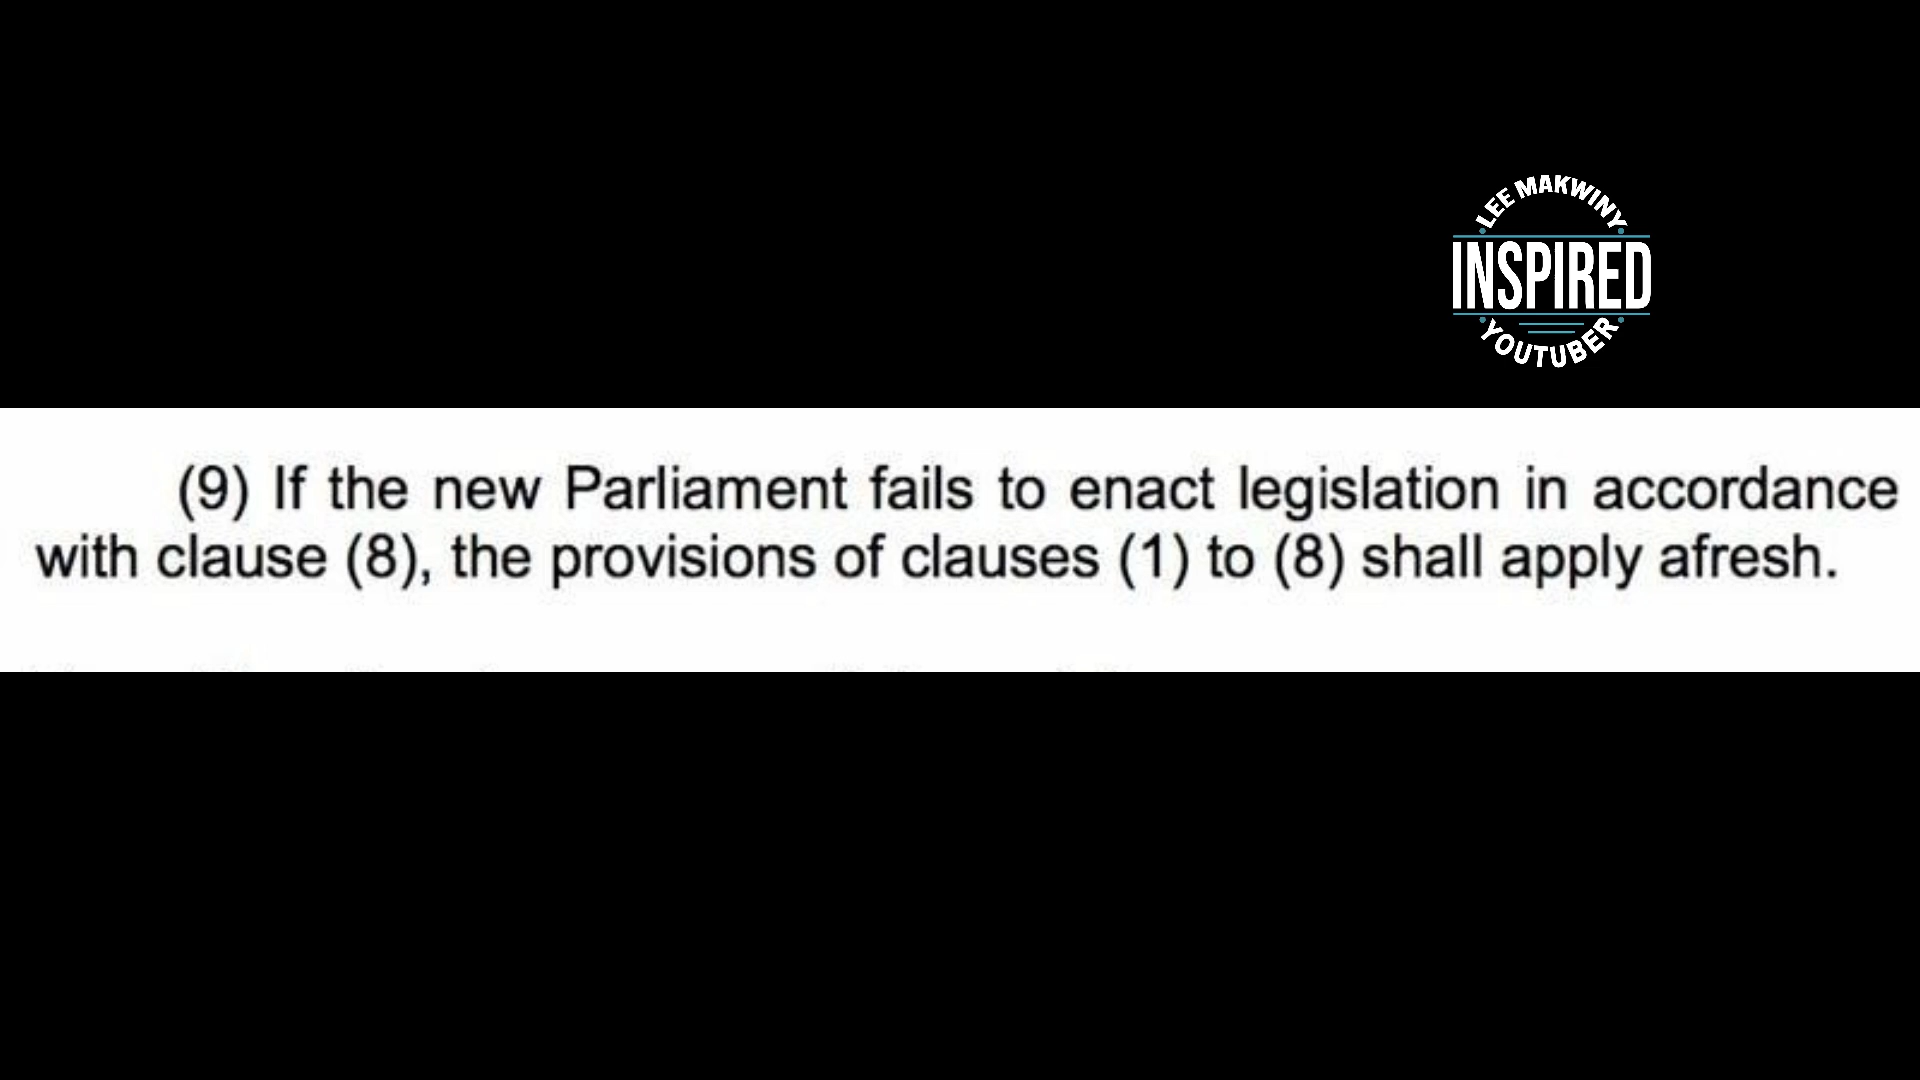 LEE MAKWINY
INSPIRED
YOUTUBER
(9) If the new Parliament fails to enact legislation in accordance
with clause (8), the provisions of clauses (1) to (8) shall apply afresh.